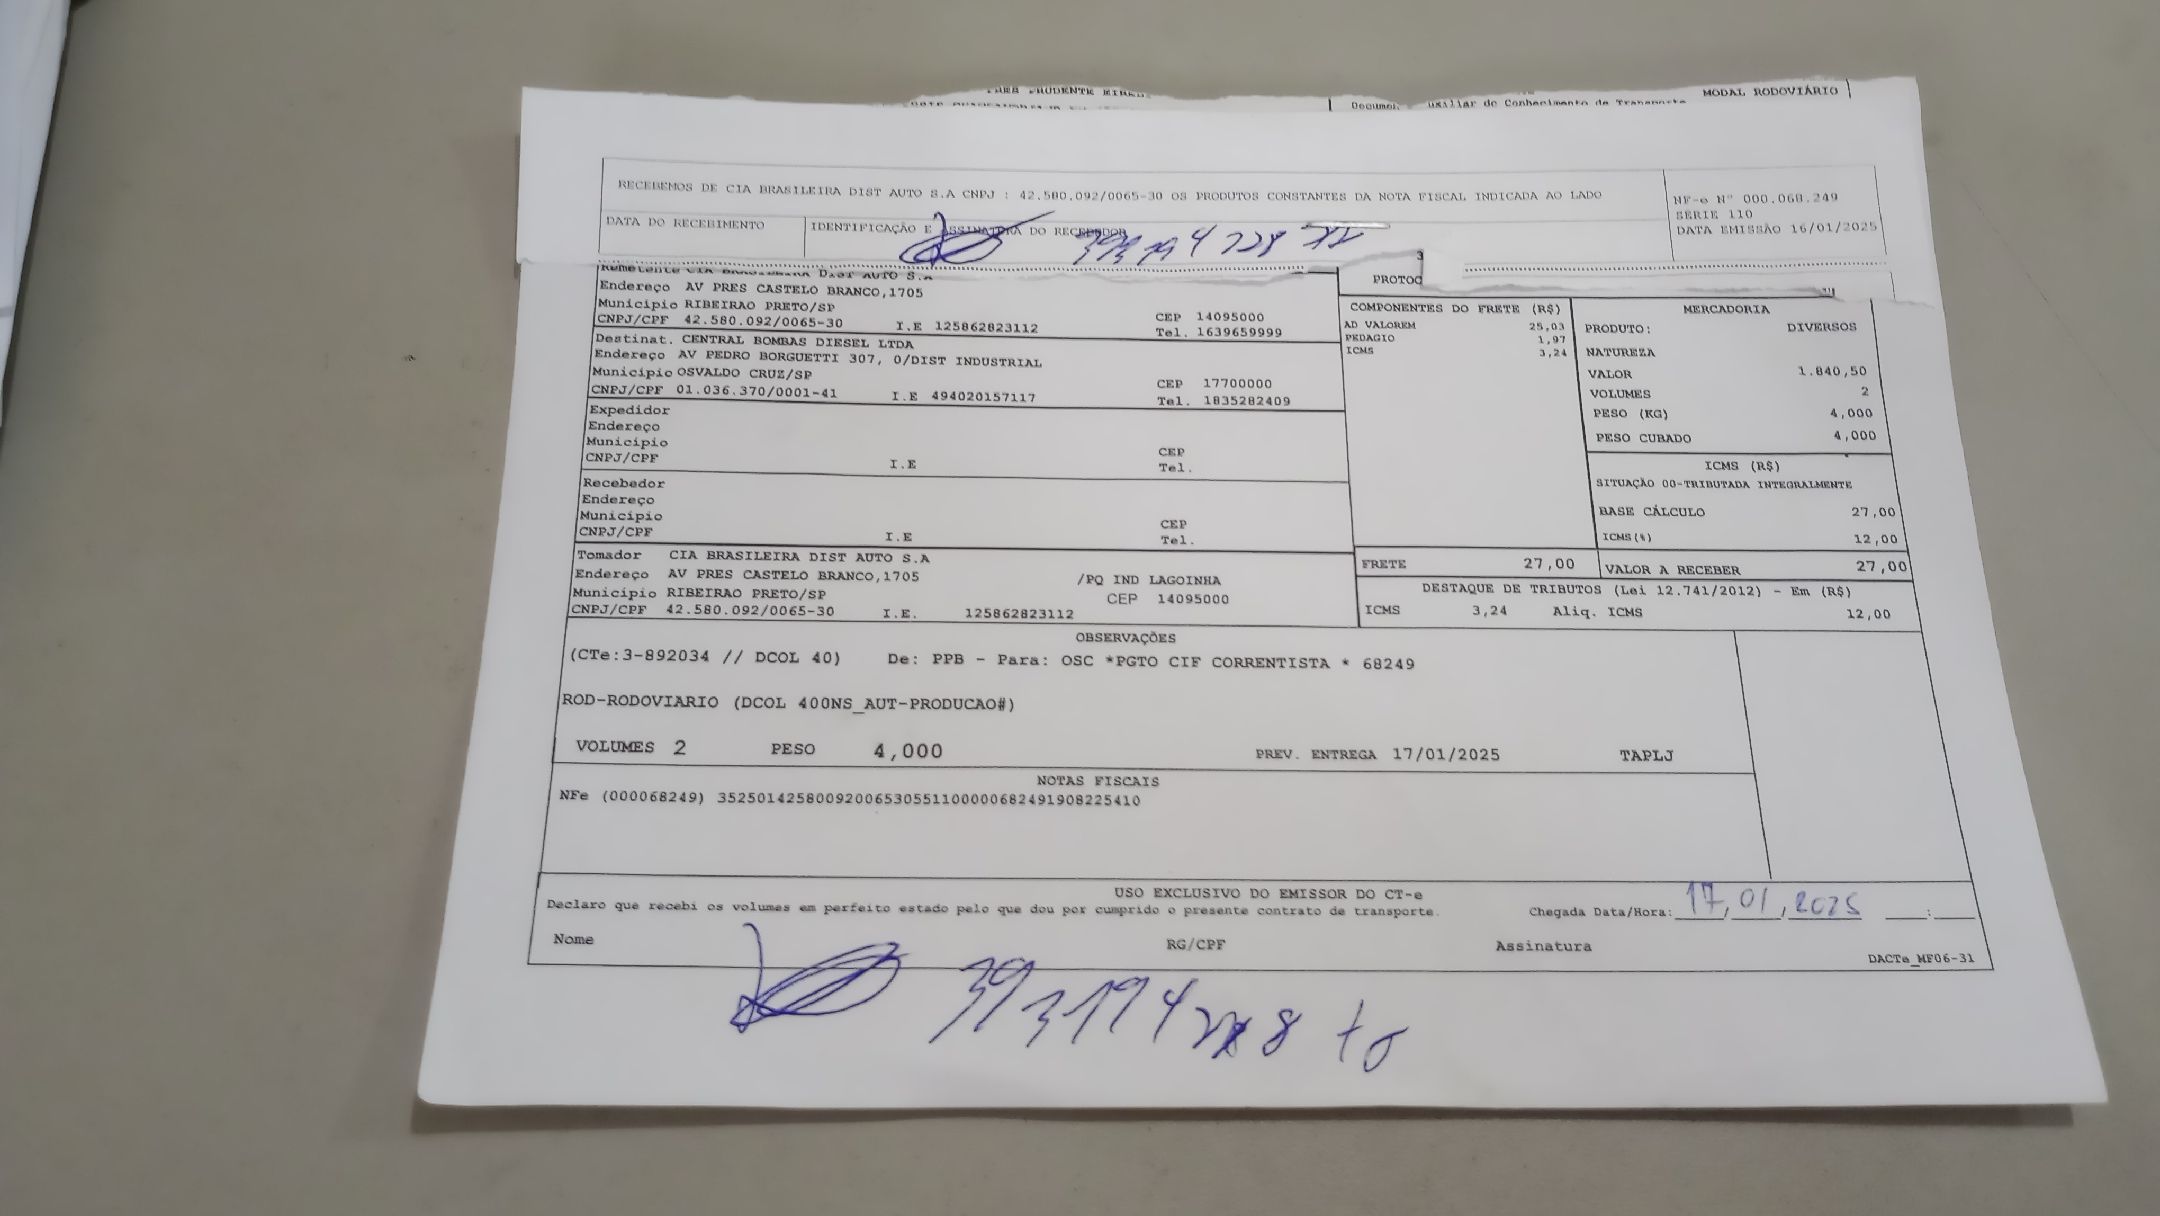 MODAL RODOVIÁRIO
de Conhecimento de Transporte
RECEBEMOS DE CIA BRASILEIRA DIST AUTO S.A CNPJ : 42.580.092/0065-30 OS PRODUTOS CONSTANTES DA NOTA FISCAL INDICADA AO LADO
NF-e Nº 000.068.249
SÉRIE 110
DATA EMISSÃO 16/01/2025
DATA DO RECEBIMENTO
IDENTIFICAÇÃO E ASSINATURA DO RECEBEDOR
Remetente CIA BRASILEIRA DIST AUTO S.A
Endereço AV PRES CASTELO BRANCO,1705
Município RIBEIRAO PRETO/SP
CEP 14095000
CNPJ/CPF 42.580.092/0065-30 I.E 125862823112 Tel. 1639659999
Destinat. CENTRAL BOMBAS DIESEL LTDA
Endereço AV PEDRO BORGUETTI 307, 0/DIST INDUSTRIAL
Município OSVALDO CRUZ/SP CEP 17700000
CNPJ/CPF 01.036.370/0001-41 I.E 494020157117 Tel. 1835282409
Expedidor
Endereço
Município CEP
CNPJ/CPF I.E Tel.
Recebedor
Endereço
Município CEP
CNPJ/CPF I.E Tel.
Tomador CIA BRASILEIRA DIST AUTO S.A
Endereço AV PRES CASTELO BRANCO,1705 /PQ IND LAGOINHA
Município RIBEIRAO PRETO/SP CEP 14095000
CNPJ/CPF 42.580.092/0065-30 I.E. 125862823112
PROTOC
COMPONENTES DO FRETE (R$)
AD VALOREM 25,03
PEDAGIO 1,97
ICMS 3,24
MERCADORIA
PRODUTO: DIVERSOS
NATUREZA
VALOR 1.840,50
VOLUMES 2
PESO (KG) 4,000
PESO CUBADO 4,000
ICMS (R$)
SITUAÇÃO 00-TRIBUTADA INTEGRALMENTE
BASE CÁLCULO 27,00
ICMS(%) 12,00
FRETE 27,00 VALOR A RECEBER 27,00
DESTAQUE DE TRIBUTOS (Lei 12.741/2012) - Em (R$)
ICMS 3,24 Aliq. ICMS 12,00
OBSERVAÇÕES
(CTe:3-892034 // DCOL 40) De: PPB - Para: OSC *PGTO CIF CORRENTISTA * 68249
ROD-RODOVIARIO (DCOL 400NS_AUT-PRODUCAO#)
VOLUMES 2 PESO 4,000 PREV. ENTREGA 17/01/2025 TAPLJ
NOTAS FISCAIS
NFe (000068249) 35250142580092006530551100000682491908225410
USO EXCLUSIVO DO EMISSOR DO CT-e
Declaro que recebi os volumes em perfeito estado pelo que dou por cumprido o presente contrato de transporte.
Chegada Data/Hora: 17,01,2025 :
Nome RG/CPF Assinatura
DACTe_MF06-31